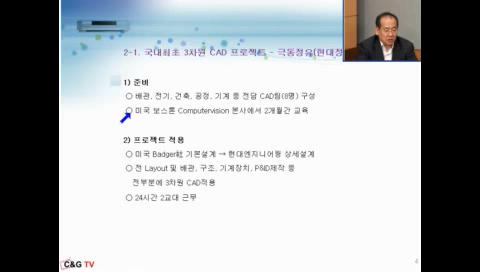 2-1. 국내최초 3차원 CAD 프로젝트 - 극동정유(현대정
1) 준비
○ 배관, 전기, 건축, 공정, 기계 등 전담 CAD팀(8명) 구성
○ 미국 보스톤 Computervision 본사에서 2개월간 교육
2) 프로젝트 적용
○ 미국 Badger社 기본설계 → 현대엔지니어링 상세설계
○ 전 Layout 및 배관, 구조, 기계장치, P&ID제작 등
전부분에 3차원 CAD적용
○ 24시간 2교대 근무
4
C&G TV